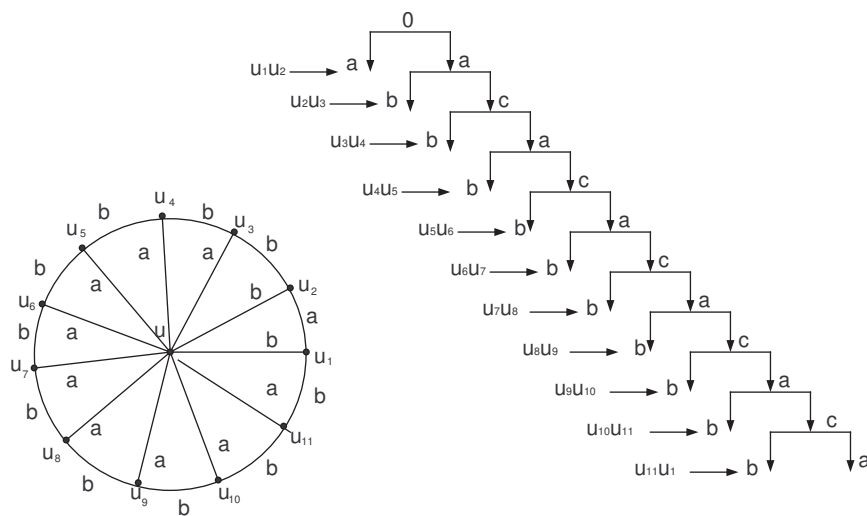 0
u₁u₂ a a
u₂u₃ b c
u₃u₄ b a
u₄u₅ b c
u₅u₆ b a
u₆u₇ b c
u₇u₈ b a
u₈u₉ b c
u₉u₁₀ b a
u₁₀u₁₁ b c
u₁₁u₁ b a
b u₄ b
u₅ u₃
b a a b
b a b u₂
u₆ u a
b a b u₁
u₇ a a b
b a u₁₁
u₈ a a b
b u₉ u₁₀
b